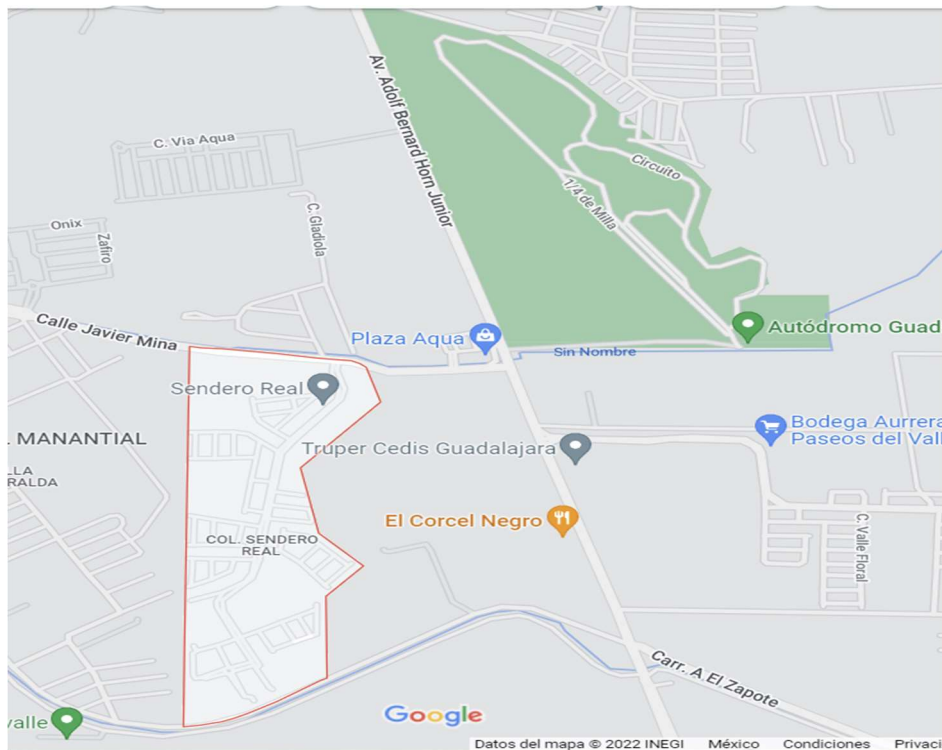 Av. Adolf Bernard Horn Junior
C. Via Aqua
Circuito
1/4 de Milla
C. Gladiola
Onix
Zafiro
Calle Javier Mina
Plaza Aqua
Sin Nombre
Autódromo Guad
Sendero Real
MANANTIAL
Truper Cedis Guadalajara
Bodega Aurrera
Paseos del Vall
LLA
RALDA
El Corcel Negro
COL. SENDERO
REAL
C. Valle Floral
Carr. A El Zapote
valle
Google
Datos del mapa © 2022 INEGI México Condiciones Privaci